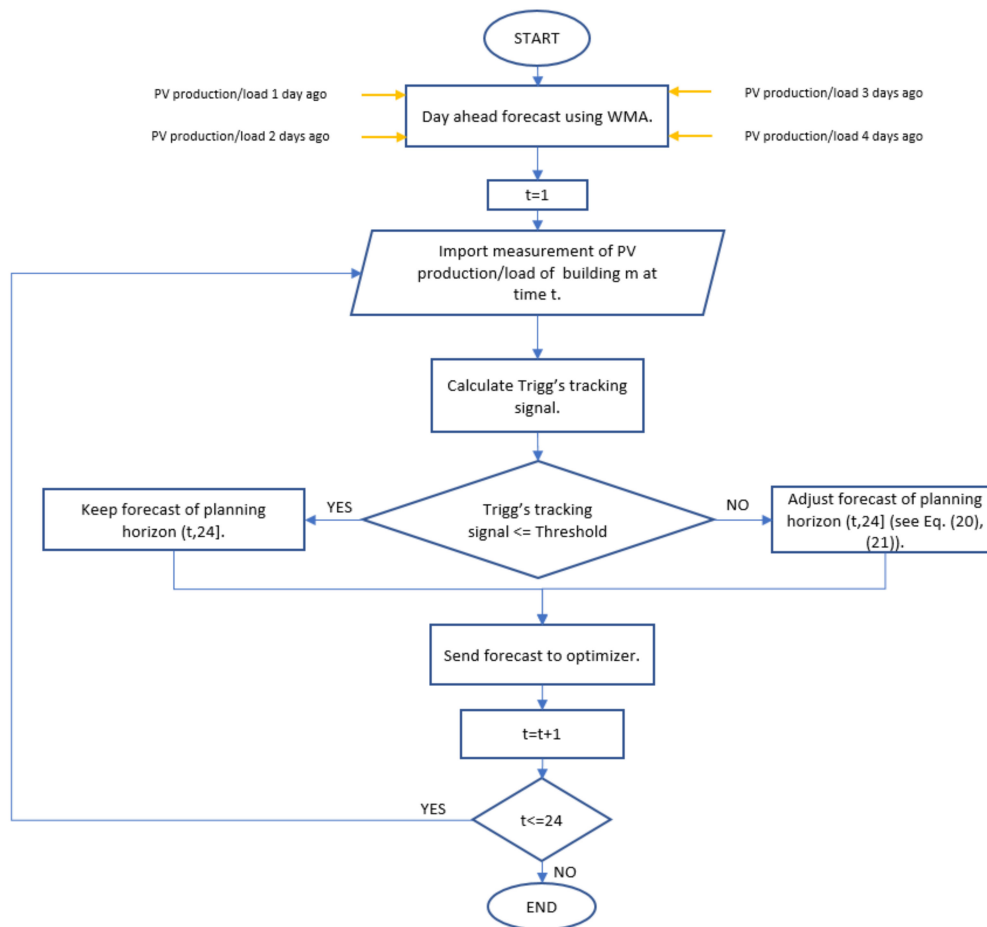 START
PV production/load 1 day ago
PV production/load 3 days ago
Day ahead forecast using WMA.
PV production/load 2 days ago
PV production/load 4 days ago
t=1
Import measurement of PV
production/load of building m at
time t.
Calculate Trigg’s tracking
signal.
Keep forecast of planning
horizon (t,24].
YES
Trigg’s tracking
signal <= Threshold
NO
Adjust forecast of planning
horizon (t,24] (see Eq. (20),
(21)).
Send forecast to optimizer.
t=t+1
YES
t<=24
NO
END